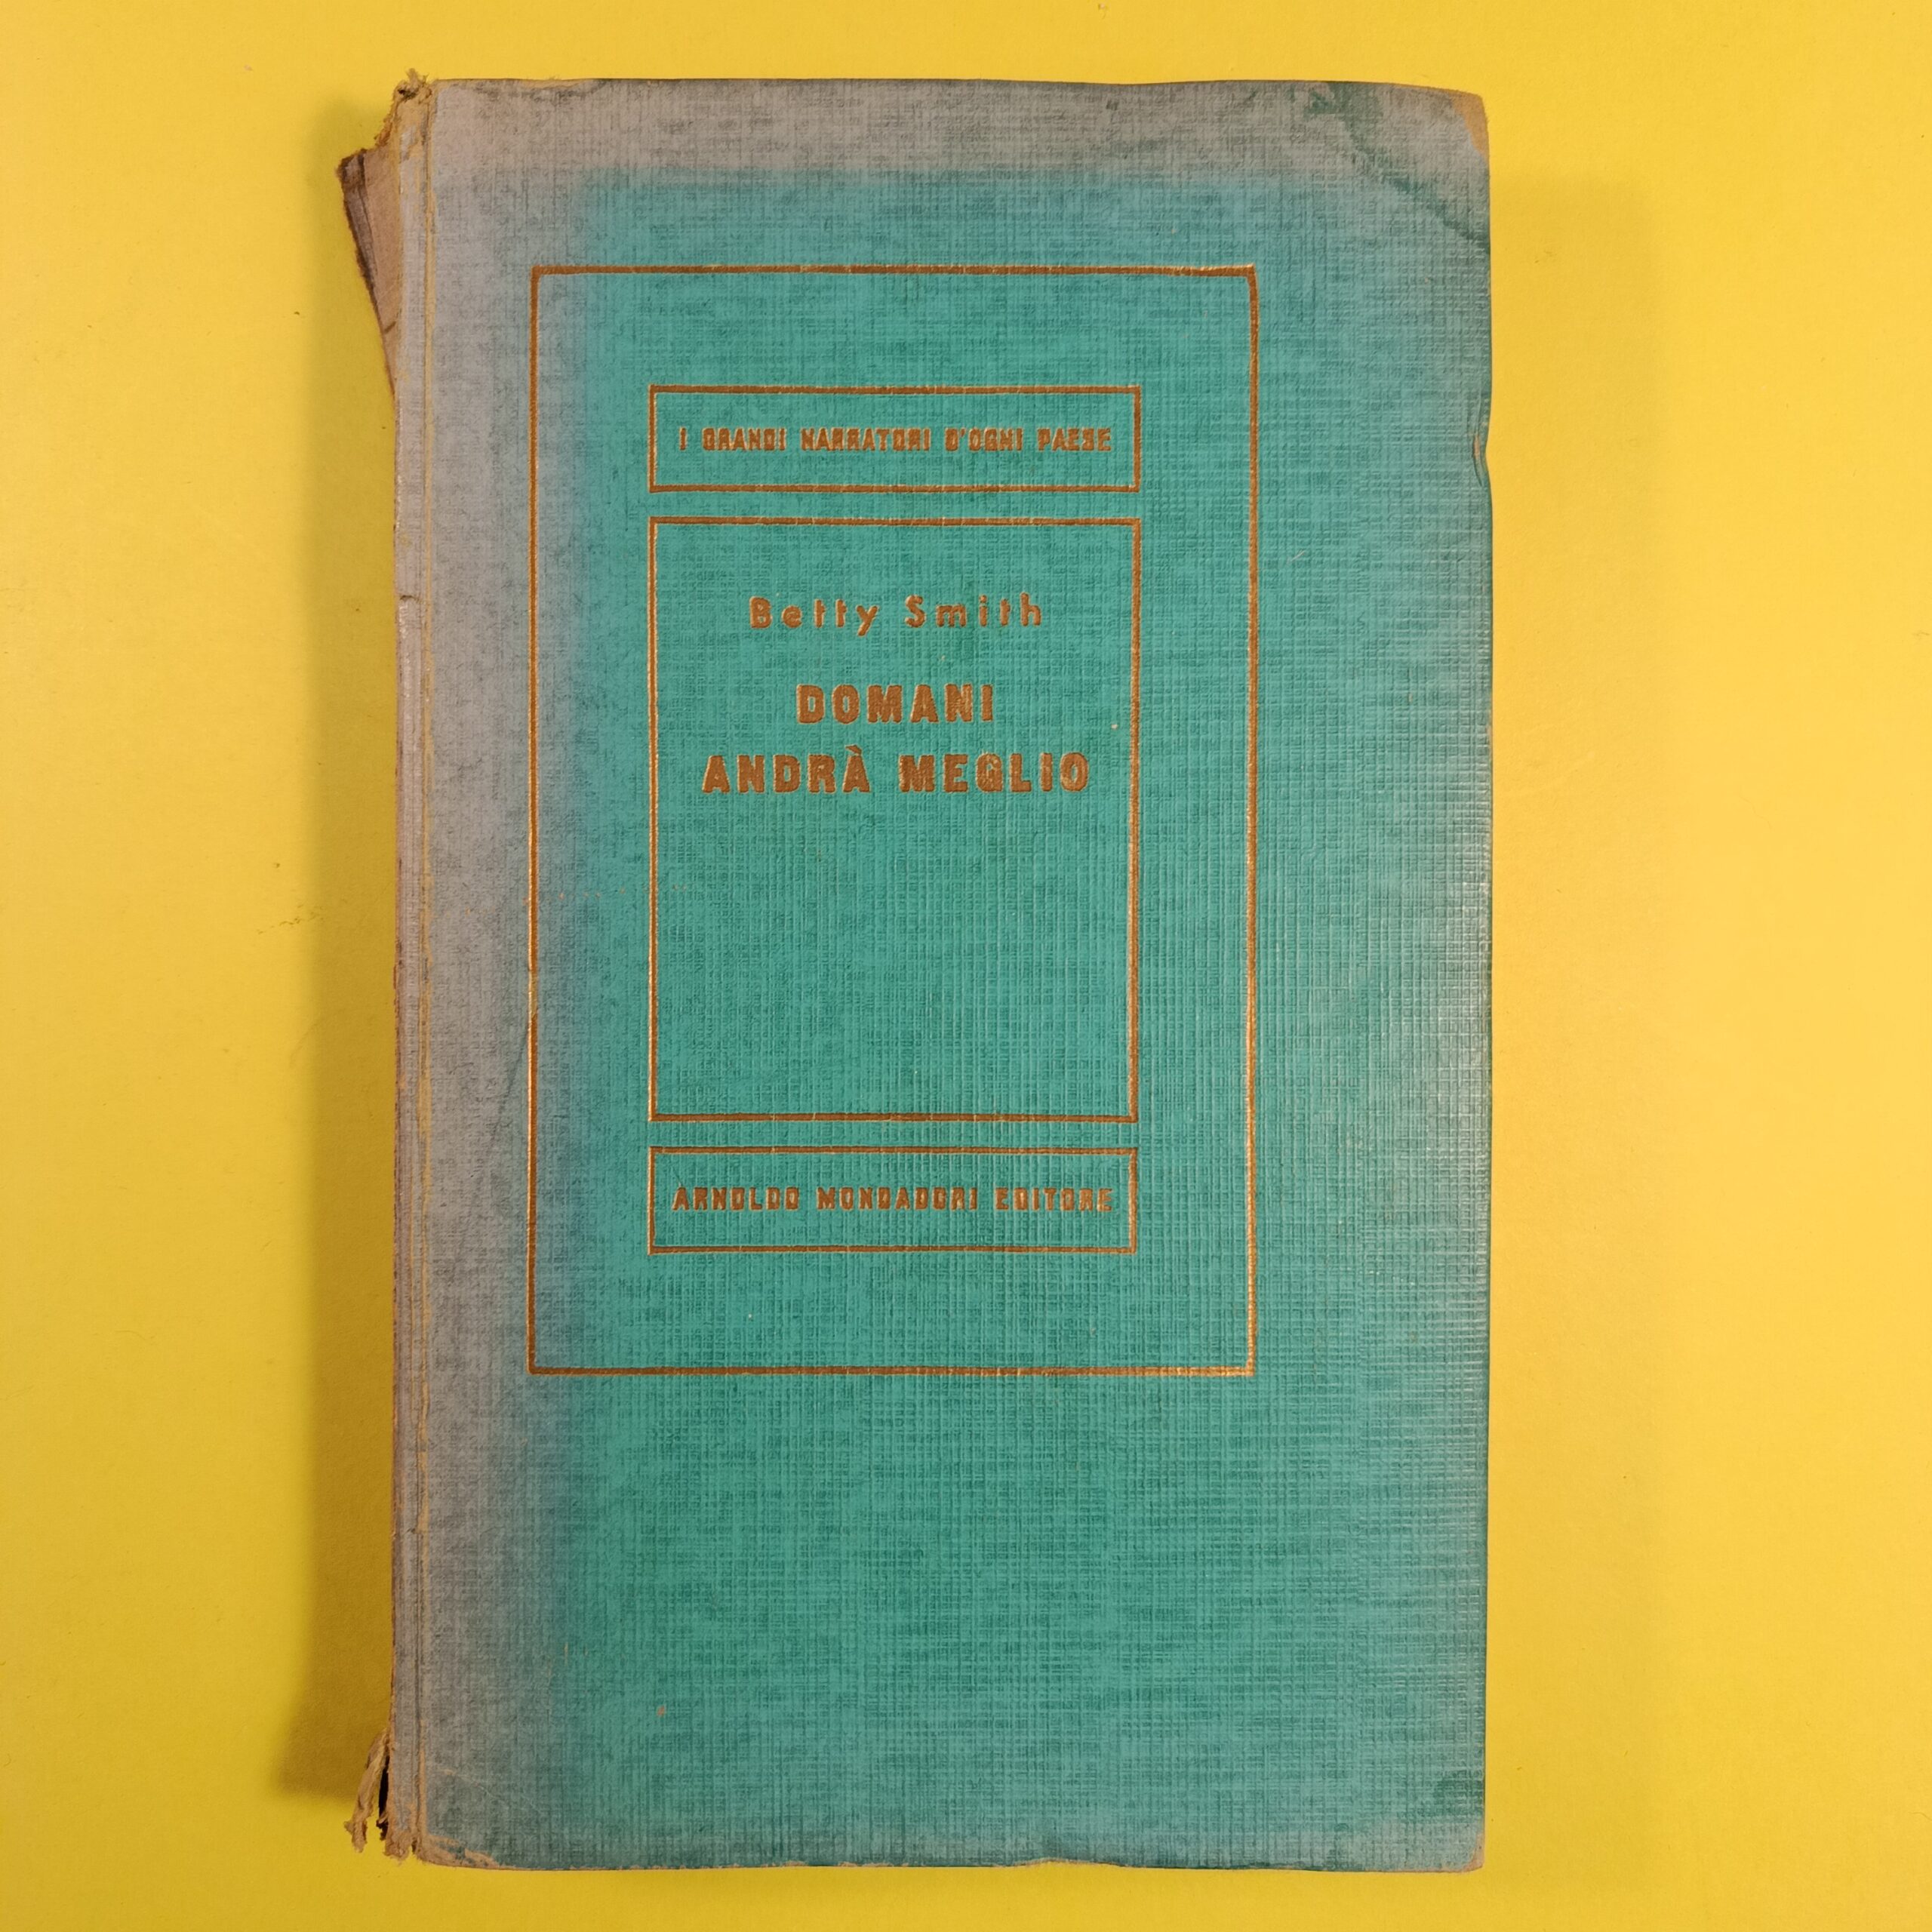 I GRANDI NARRATORI D'OGNI PAESE
Betty Smith
DOMANI
ANDRÀ MEGLIO
ARNOLDO MONDADORI EDITORE